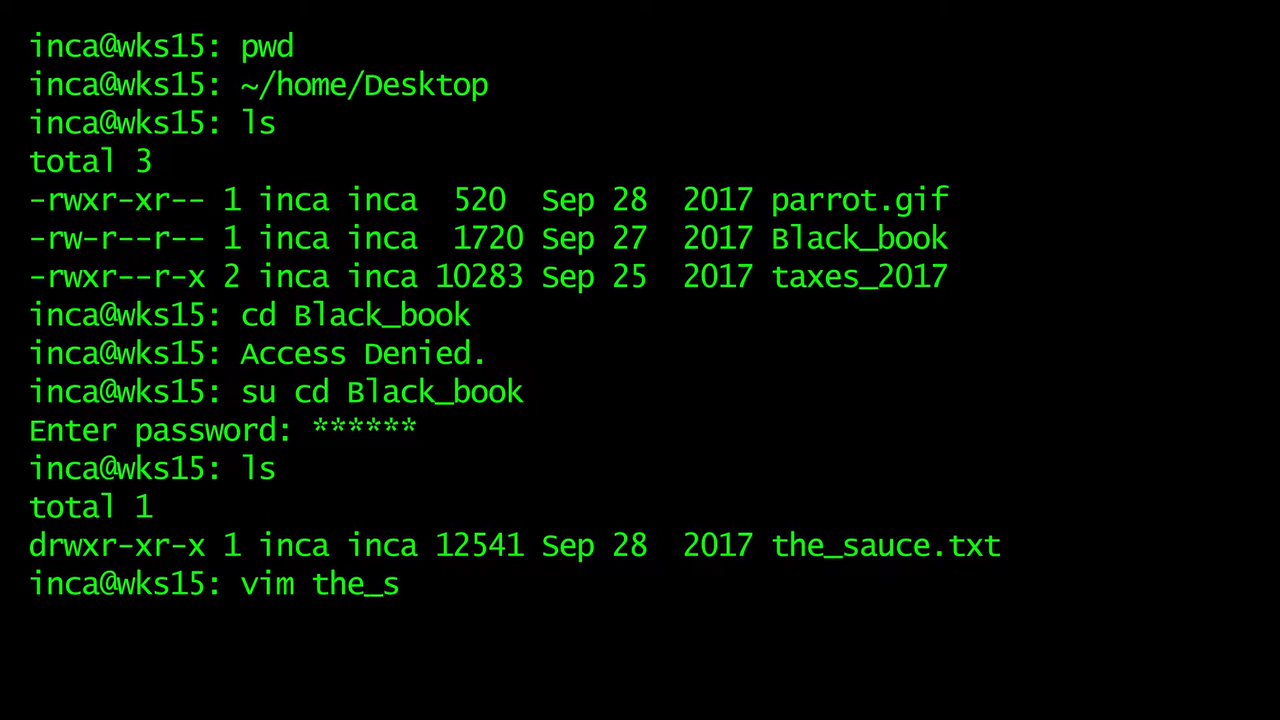 inca@wks15: pwd
inca@wks15: ~/home/Desktop
inca@wks15: ls
total 3
-rwxr-xr-- 1 inca inca  520  Sep 28  2017 parrot.gif
-rw-r--r-- 1 inca inca  1720 Sep 27  2017 Black_book
-rwxr--r-x 2 inca inca 10283 Sep 25  2017 taxes_2017
inca@wks15: cd Black_book
inca@wks15: Access Denied.
inca@wks15: su cd Black_book
Enter password: ******
inca@wks15: ls
total 1
drwxr-xr-x 1 inca inca 12541 Sep 28  2017 the_sauce.txt
inca@wks15: vim the_s